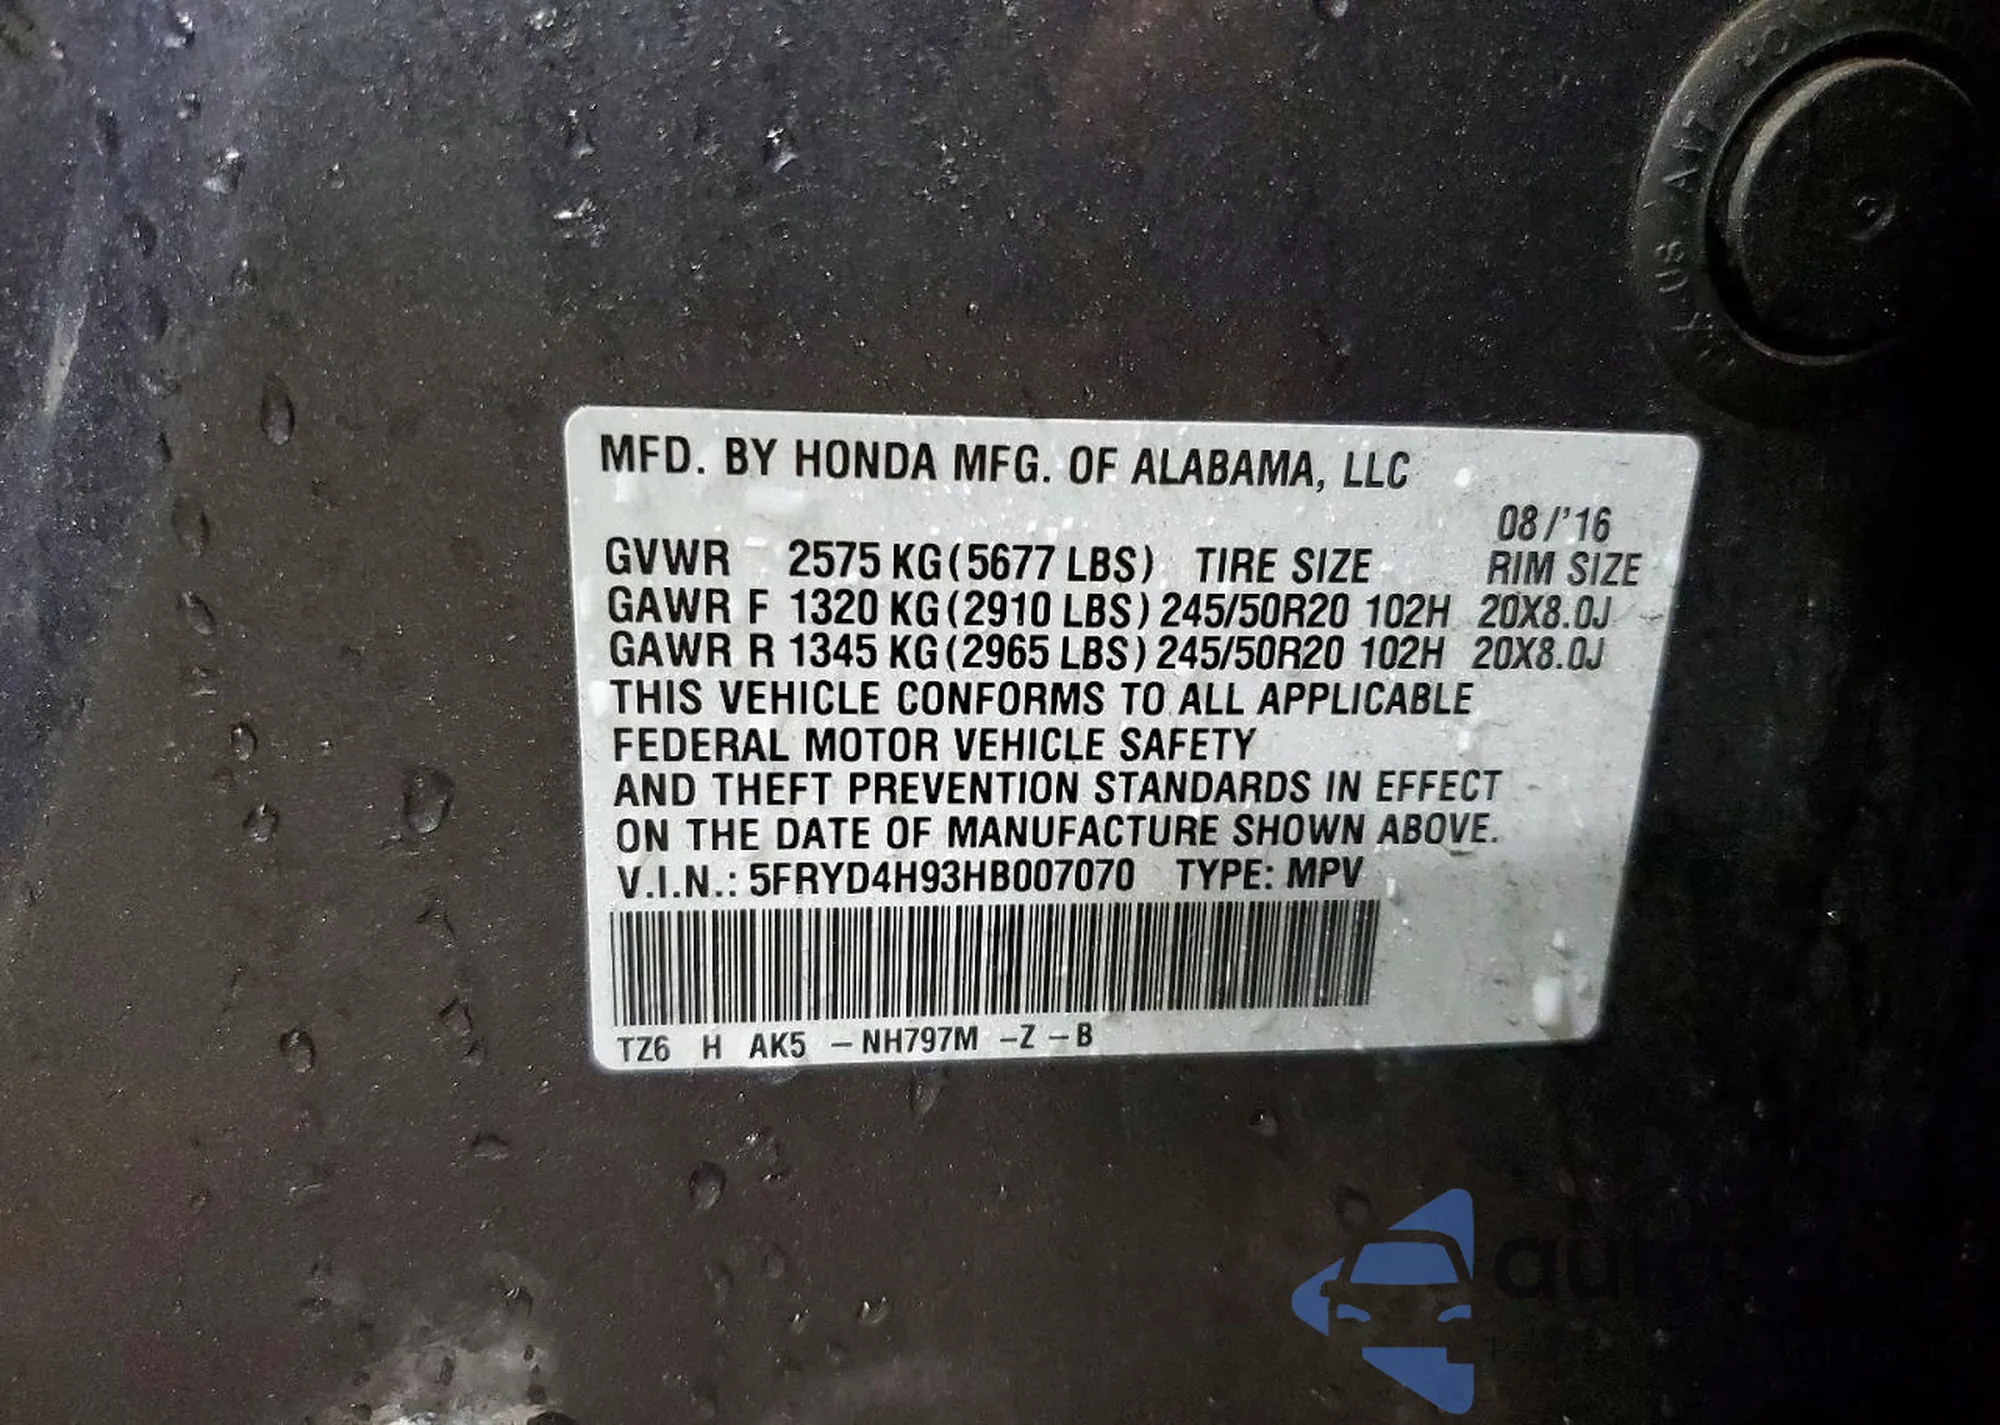 MFD. BY HONDA MFG. OF ALABAMA, LLC
08/'16
GVWR 2575 KG (5677 LBS) TIRE SIZE RIM SIZE
GAWR F 1320 KG (2910 LBS) 245/50R20 102H 20X8.0J
GAWR R 1345 KG (2965 LBS) 245/50R20 102H 20X8.0J
THIS VEHICLE CONFORMS TO ALL APPLICABLE
FEDERAL MOTOR VEHICLE SAFETY
AND THEFT PREVENTION STANDARDS IN EFFECT
ON THE DATE OF MANUFACTURE SHOWN ABOVE.
V.I.N.: 5FRYD4H93HB007070 TYPE: MPV
TZ6 H AK5 -NH797M -Z -B